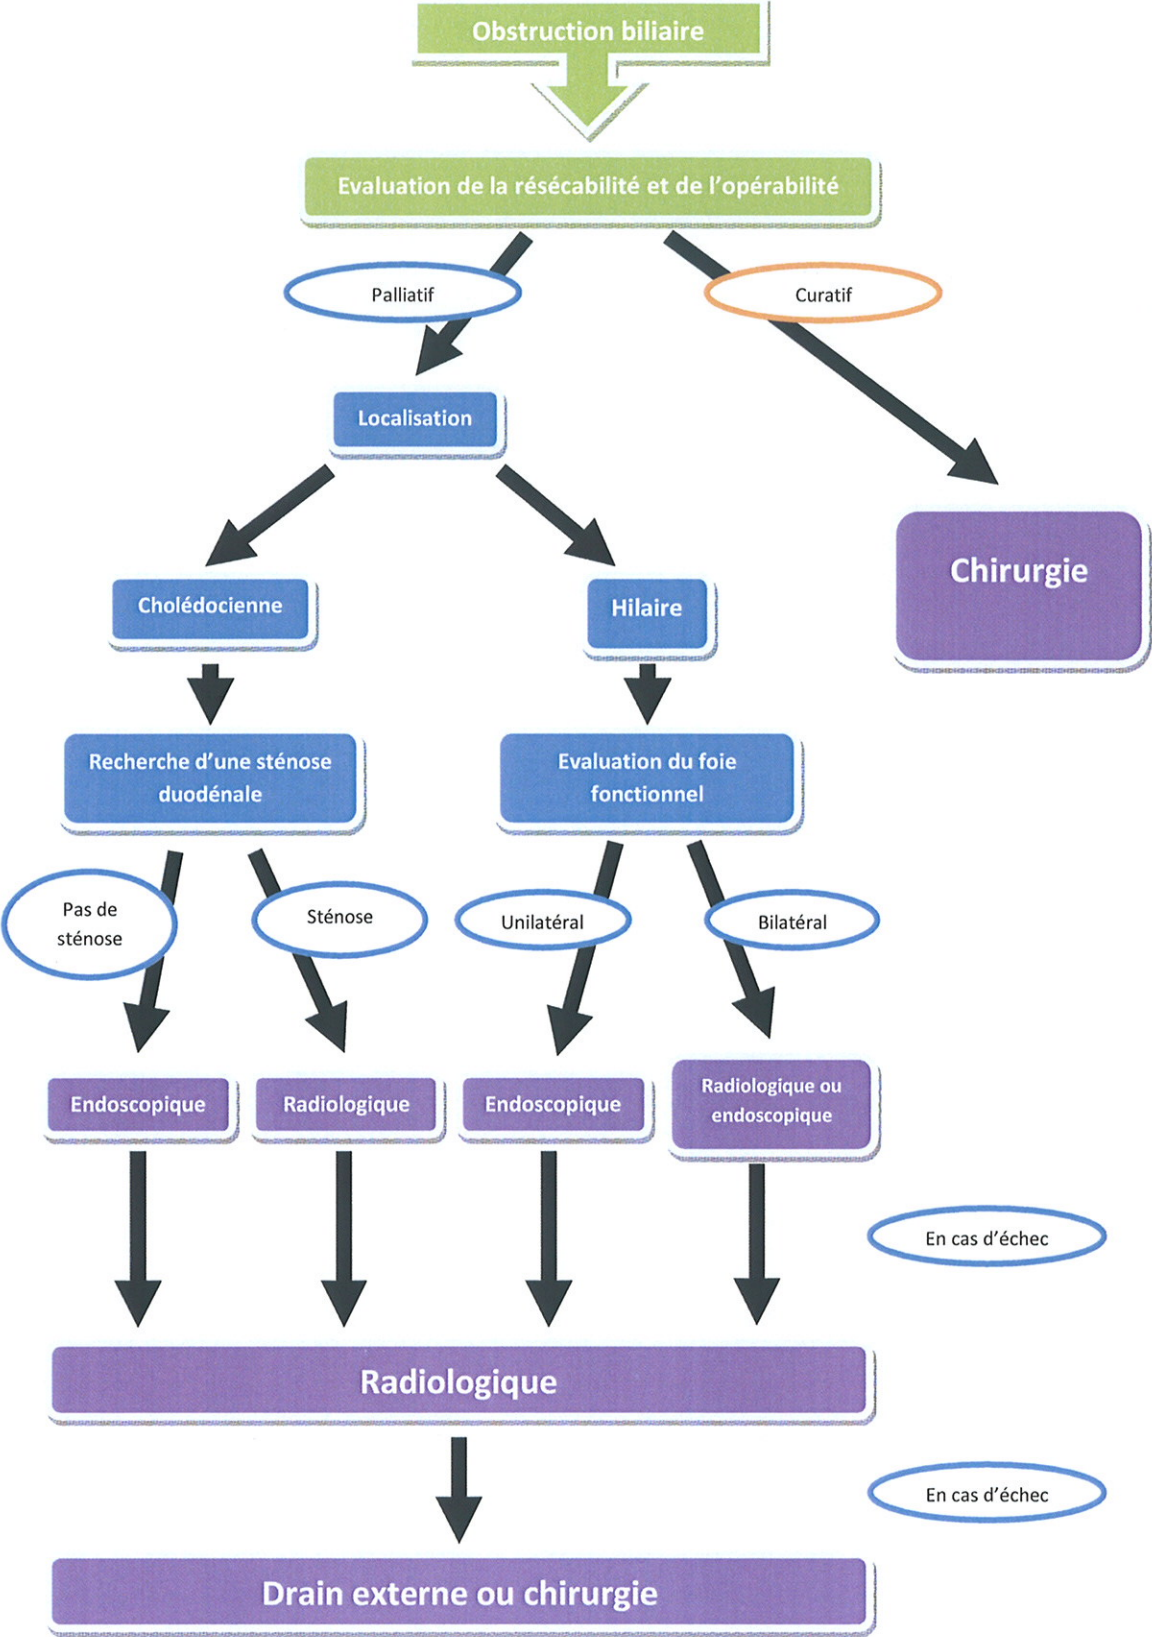 Obstruction biliaire
Evaluation de la résécabilité et de l'opérabilité
Palliatif
Curatif
Localisation
Chirurgie
Cholédocienne
Hilaire
Recherche d'une sténose
duodénale
Evaluation du foie
fonctionnel
Pas de
sténose
Sténose
Unilatéral
Bilatéral
Endoscopique
Radiologique
Endoscopique
Radiologique ou
endoscopique
En cas d'échec
Radiologique
En cas d'échec
Drain externe ou chirurgie